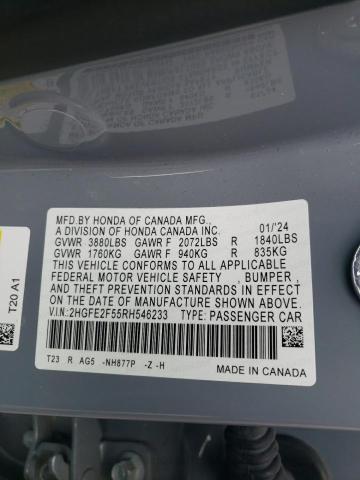 MFD.BY HONDA OF CANADA MFG.,
A DIVISION OF HONDA CANADA INC. 01/'24
GVWR 3880LBS GAWR F 2072LBS R 1840LBS
GVWR 1760KG GAWR F 940KG R 835KG
THIS VEHICLE CONFORMS TO ALL APPLICABLE
FEDERAL MOTOR VEHICLE SAFETY , BUMPER ,
AND THEFT PREVENTION STANDARDS IN EFFECT
ON THE DATE OF MANUFACTURE SHOWN ABOVE.
V.I.N.:2HGFE2F55RH546233 TYPE: PASSENGER CAR
T23 R AG5 -NH877P -Z -H
MADE IN CANADA
T20 A1